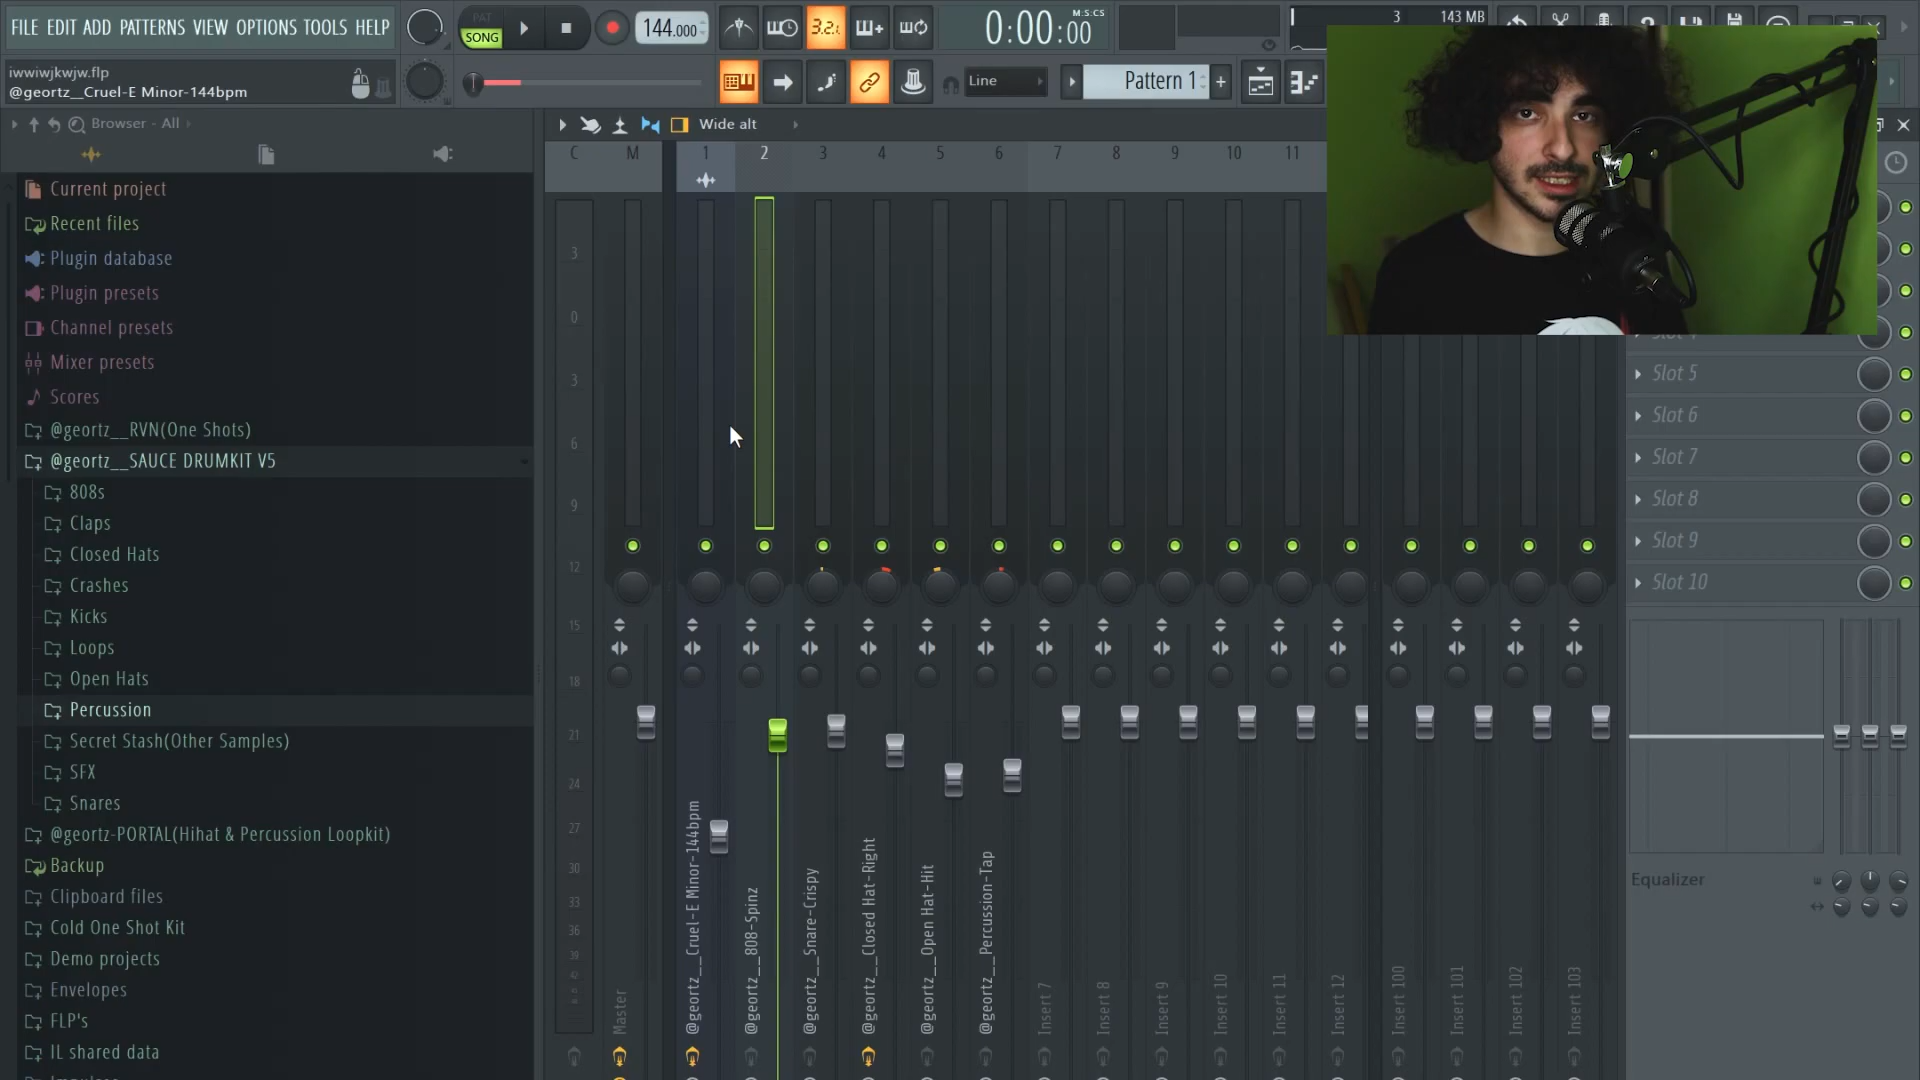 FILE EDIT ADD PATTERNS VIEW OPTIONS TOOLS HELP
PAT
SONG
144.000
3.2.
0:00:00
M:S:CS
3
143 MB
iwwiwjkwjw.flp
@geortz__Cruel-E Minor-144bpm
Line
Pattern 1
Browser - All
Wide alt
C M 1 2 3 4 5 6 7 8 9 10 11
Current project
Recent files
Plugin database
Plugin presets
Channel presets
Mixer presets
Scores
@geortz__RVN(One Shots)
@geortz__SAUCE DRUMKIT V5
808s
Claps
Closed Hats
Crashes
Kicks
Loops
Open Hats
Percussion
Secret Stash(Other Samples)
SFX
Snares
@geortz-PORTAL(Hihat & Percussion Loopkit)
Backup
Clipboard files
Cold One Shot Kit
Demo projects
Envelopes
FLP's
IL shared data
3
0
3
6
9
12
15
18
21
24
27
30
33
36
39
Master
@geortz__Cruel-E Minor-144bpm
@geortz__808-Spinz
@geortz__Snare-Crispy
@geortz__Closed Hat-Right
@geortz__Open Hat-Hit
@geortz__Percussion-Tap
Insert 7
Insert 8
Insert 9
Insert 10
Insert 11
Insert 12
Insert 100
Insert 101
Insert 102
Insert 103
Slot 5
Slot 6
Slot 7
Slot 8
Slot 9
Slot 10
Equalizer